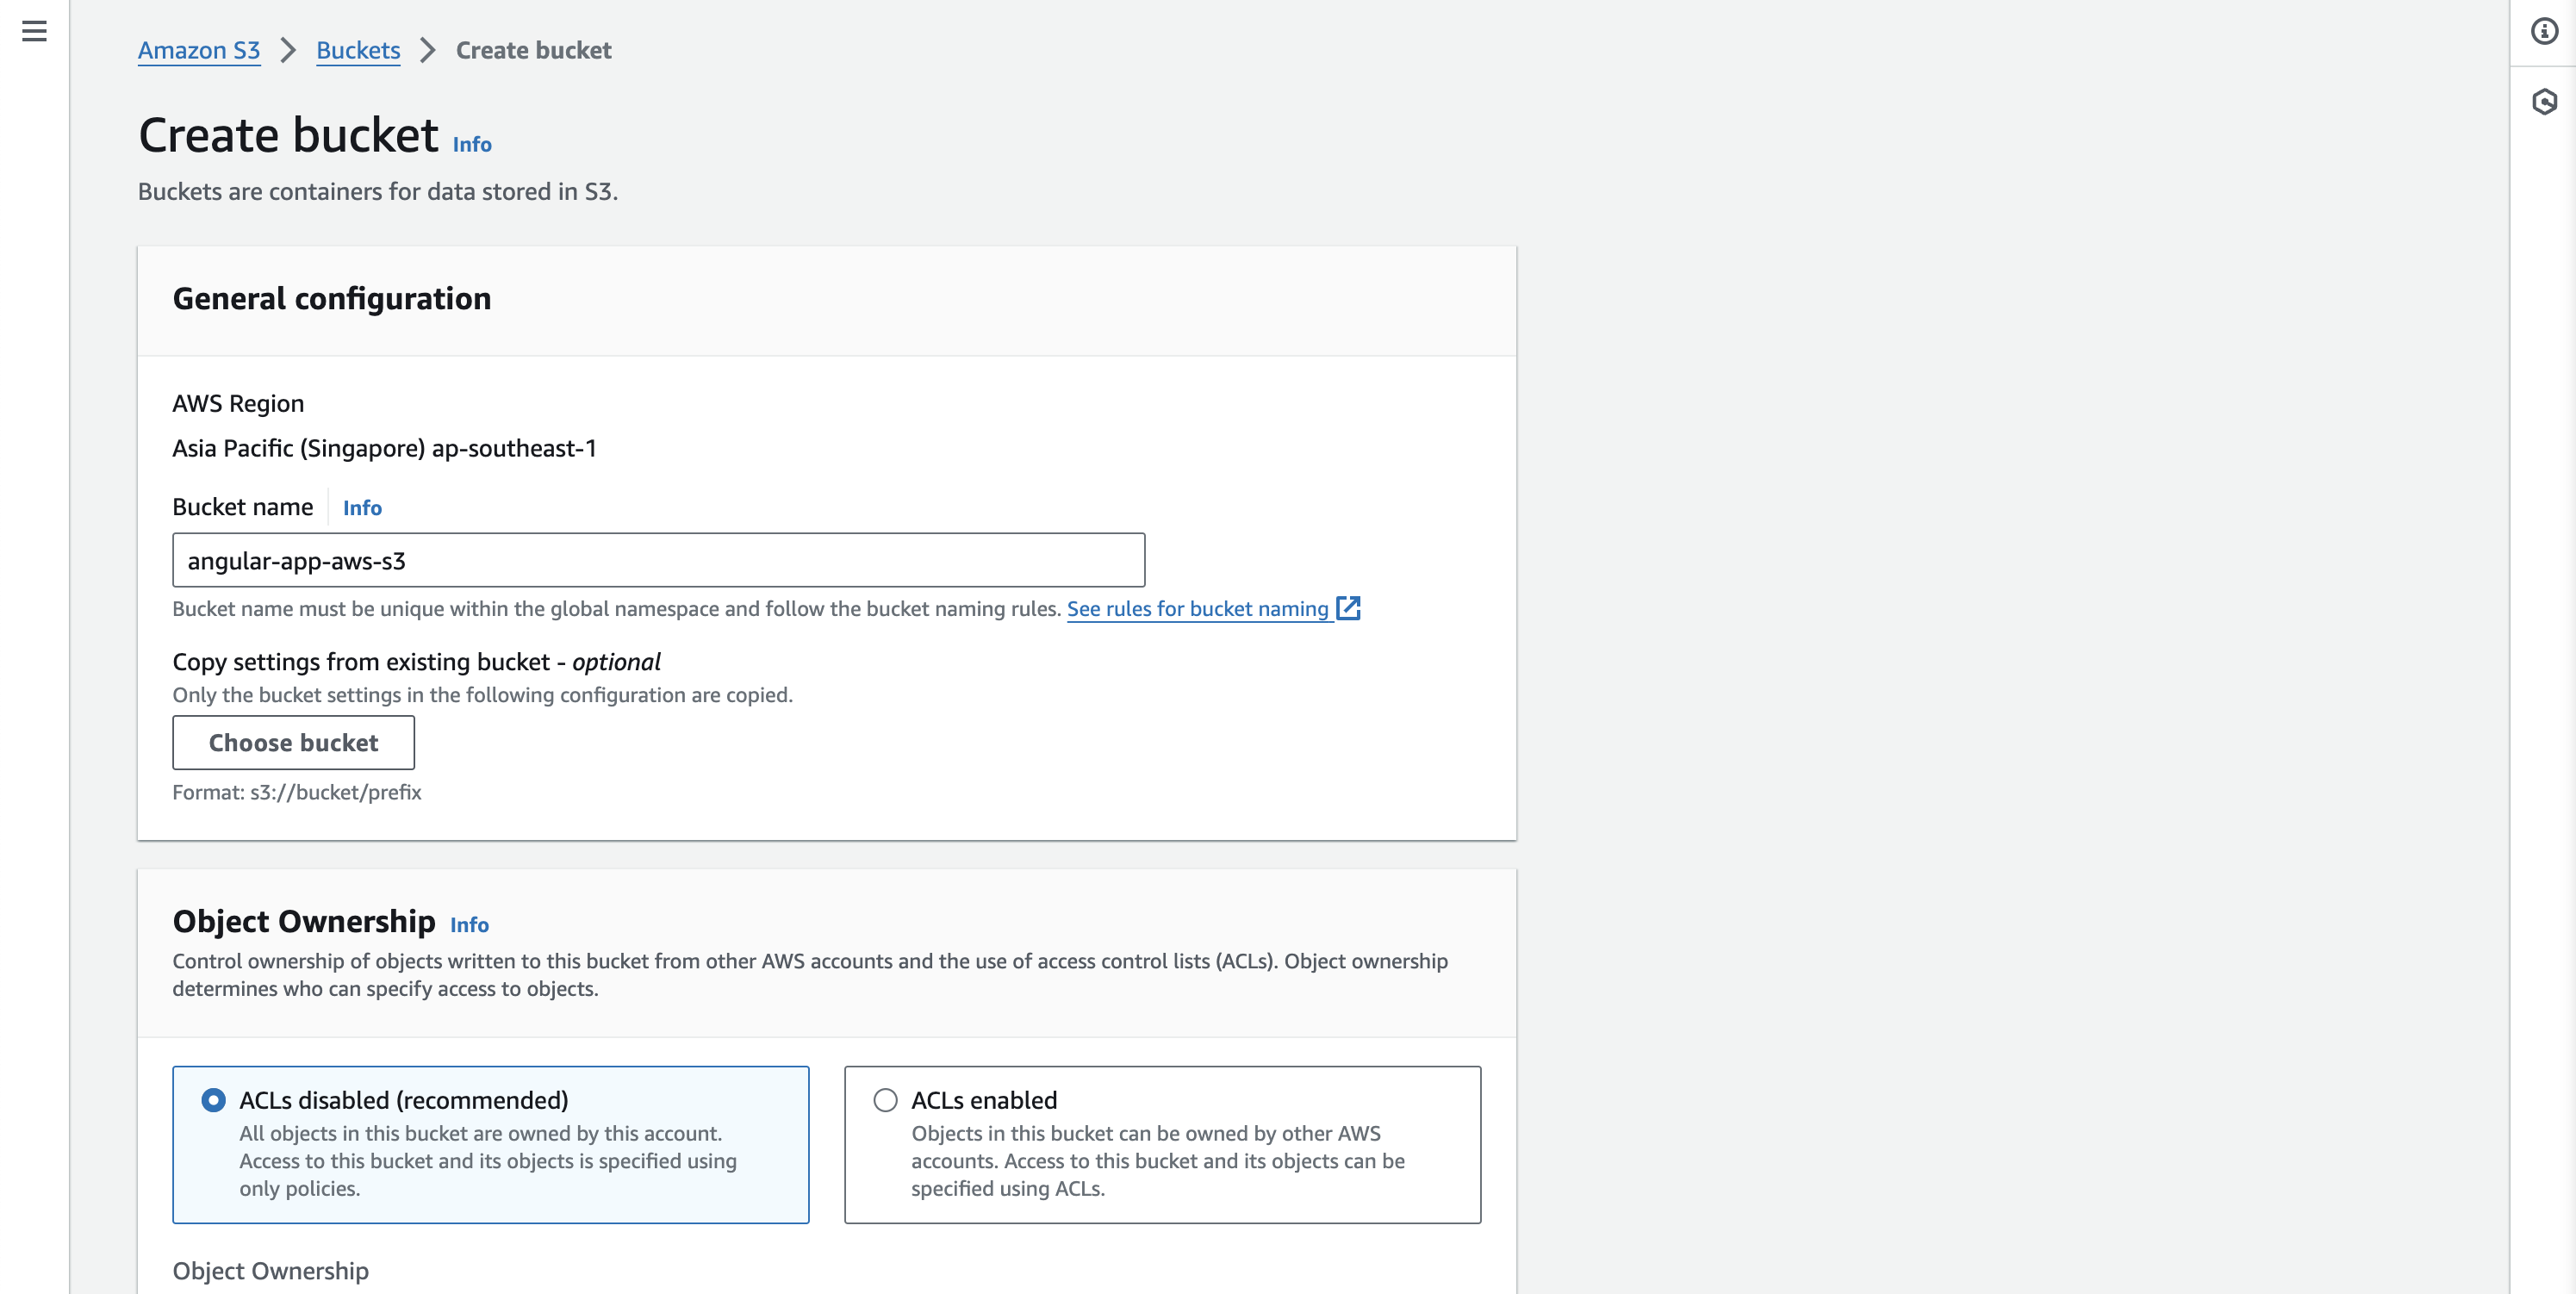 Amazon S3 > Buckets > Create bucket
Create bucket Info
Buckets are containers for data stored in S3.
General configuration
AWS Region
Asia Pacific (Singapore) ap-southeast-1
Bucket name Info
angular-app-aws-s3
Bucket name must be unique within the global namespace and follow the bucket naming rules. See rules for bucket naming
Copy settings from existing bucket - optional
Only the bucket settings in the following configuration are copied.
Choose bucket
Format: s3://bucket/prefix
Object Ownership Info
Control ownership of objects written to this bucket from other AWS accounts and the use of access control lists (ACLs). Object ownership
determines who can specify access to objects.
ACLs disabled (recommended)
All objects in this bucket are owned by this account.
Access to this bucket and its objects is specified using
only policies.
ACLs enabled
Objects in this bucket can be owned by other AWS
accounts. Access to this bucket and its objects can be
specified using ACLs.
Object Ownership